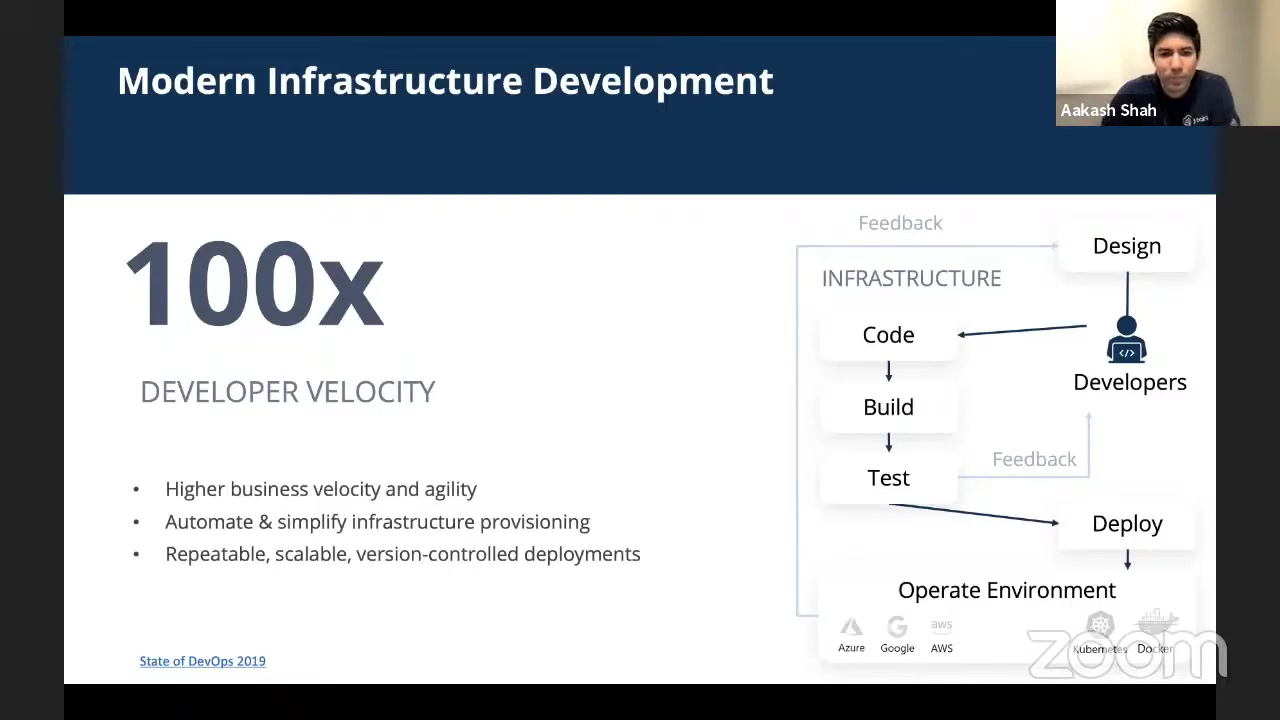 Modern Infrastructure Development
Aakash Shah
100x
DEVELOPER VELOCITY
• Higher business velocity and agility
• Automate & simplify infrastructure provisioning
• Repeatable, scalable, version-controlled deployments
State of DevOps 2019
Feedback
Design
INFRASTRUCTURE
Code
</>
Developers
Build
Feedback
Test
Deploy
Operate Environment
aws
Azure
Google
AWS
Kubernetes
Docker
zoom